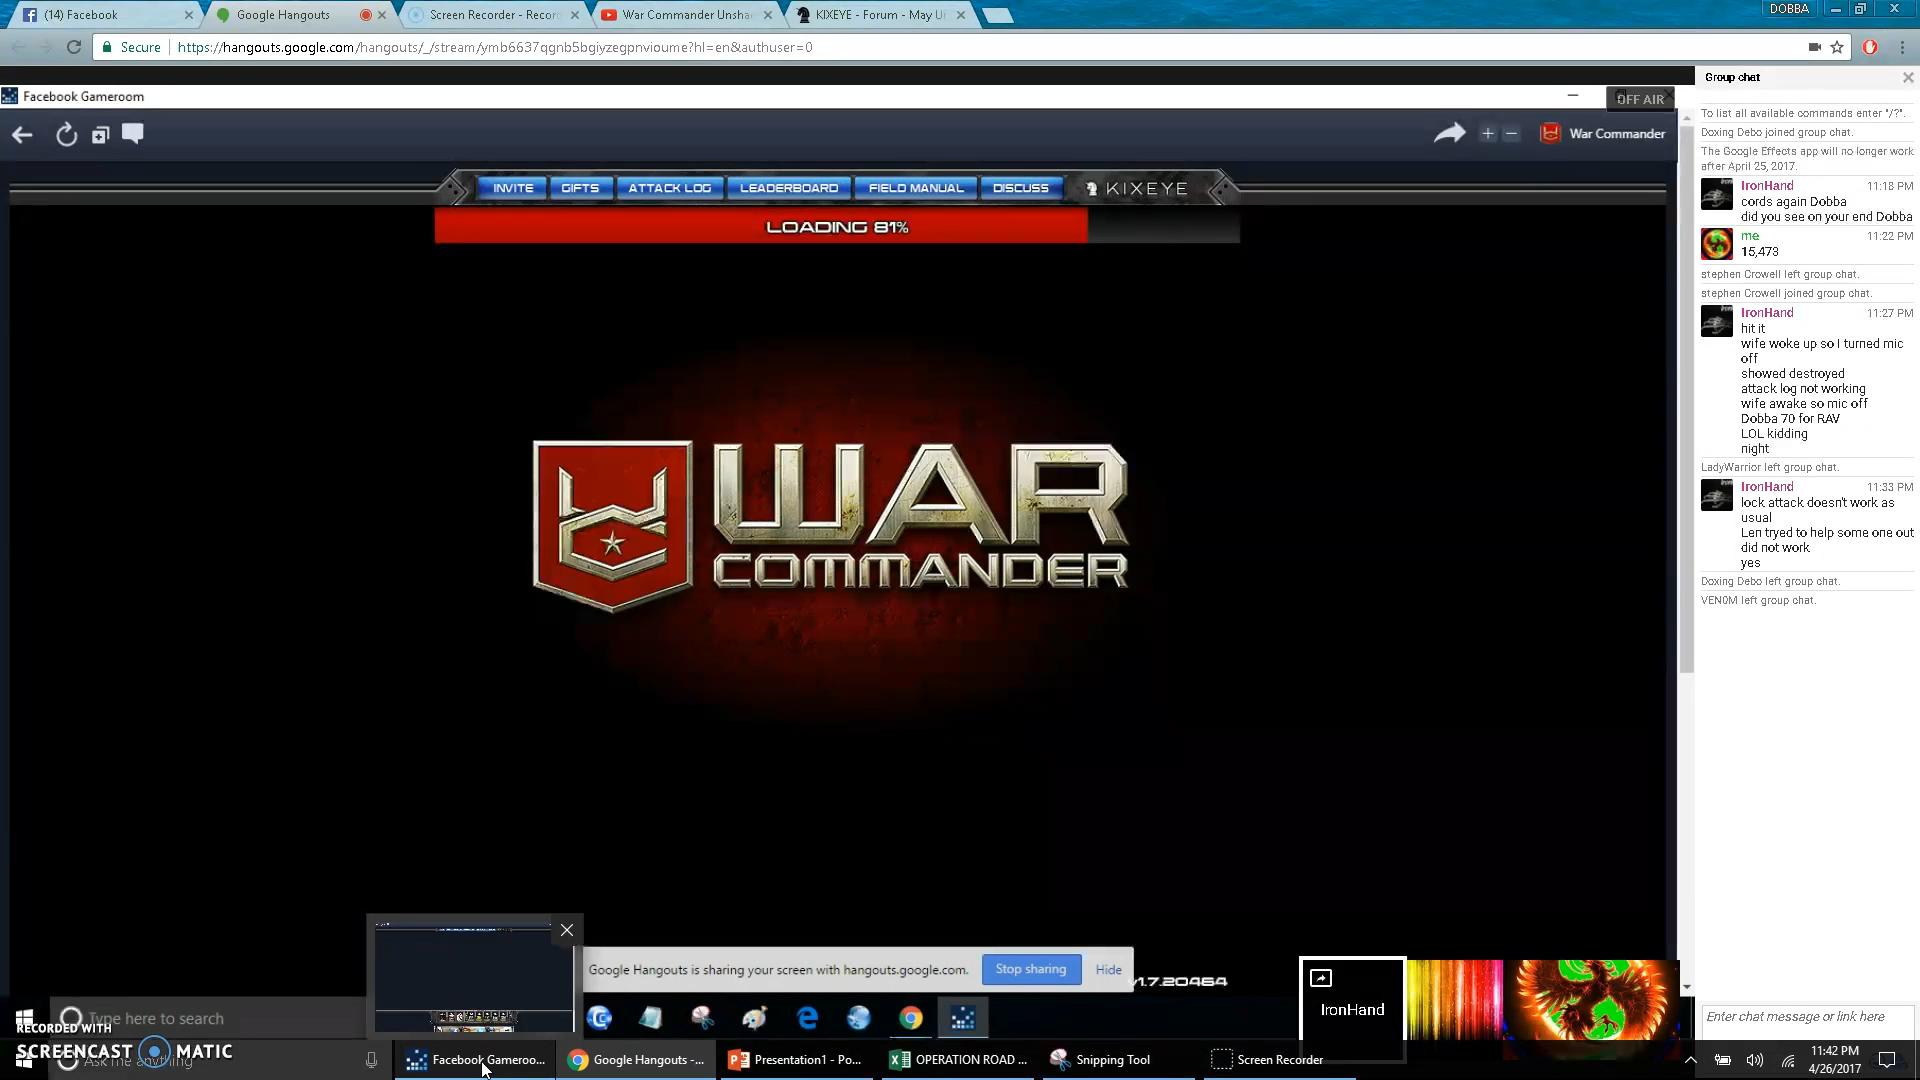 (14) Facebook
Google Hangouts
Screen Recorder - Recor
War Commander Unsha
KIXEYE - Forum - May U
DOBBA
Secure
https://hangouts.google.com/hangouts/_/stream/ymb6637qgnb5bgiyzegpnvioume?hl=en&authuser=0
Facebook Gameroom
OFF AIR
War Commander
INVITE
GIFTS
ATTACK LOG
LEADERBOARD
FIELD MANUAL
DISCUSS
KIXEYE
LOADING 81%
WAR
COMMANDER
Google Hangouts is sharing your screen with hangouts.google.com.
Stop sharing
Hide
v1.7.20464
IronHand
Group chat
To list all available commands enter "/?".
Doxing Debo joined group chat.
The Google Effects app will no longer work
after April 25, 2017.
IronHand 11:18 PM
cords again Dobba
did you see on your end Dobba
me 11:22 PM
15,473
stephen Crowell left group chat.
stephen Crowell joined group chat.
IronHand 11:27 PM
hit it
wife woke up so I turned mic
off
showed destroyed
attack log not working
wife awake so mic off
Dobba 70 for RAV
LOL kidding
night
LadyWarrior left group chat.
IronHand 11:33 PM
lock attack doesn't work as
usual
Len tryed to help some one out
did not work
yes
Doxing Debo left group chat.
VEN0M left group chat.
Enter chat message or link here
Type here to search
RECORDED WITH
SCREENCAST MATIC
Ask me anything
Facebook Gameroo...
Google Hangouts -...
Presentation1 - Po...
OPERATION ROAD ...
Snipping Tool
Screen Recorder
11:42 PM
4/26/2017